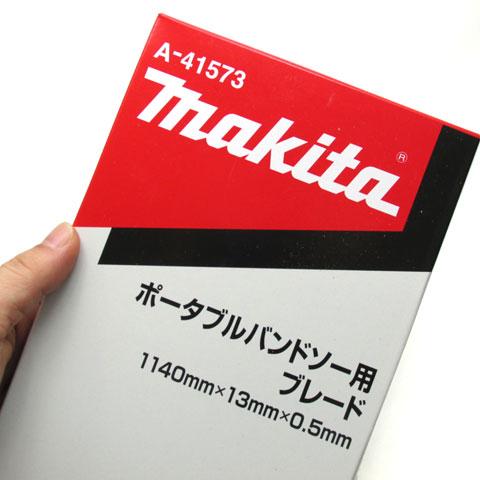 A-41573
makita®
ポータブルバンドソー用
ブレード
1140mm×13mm×0.5mm